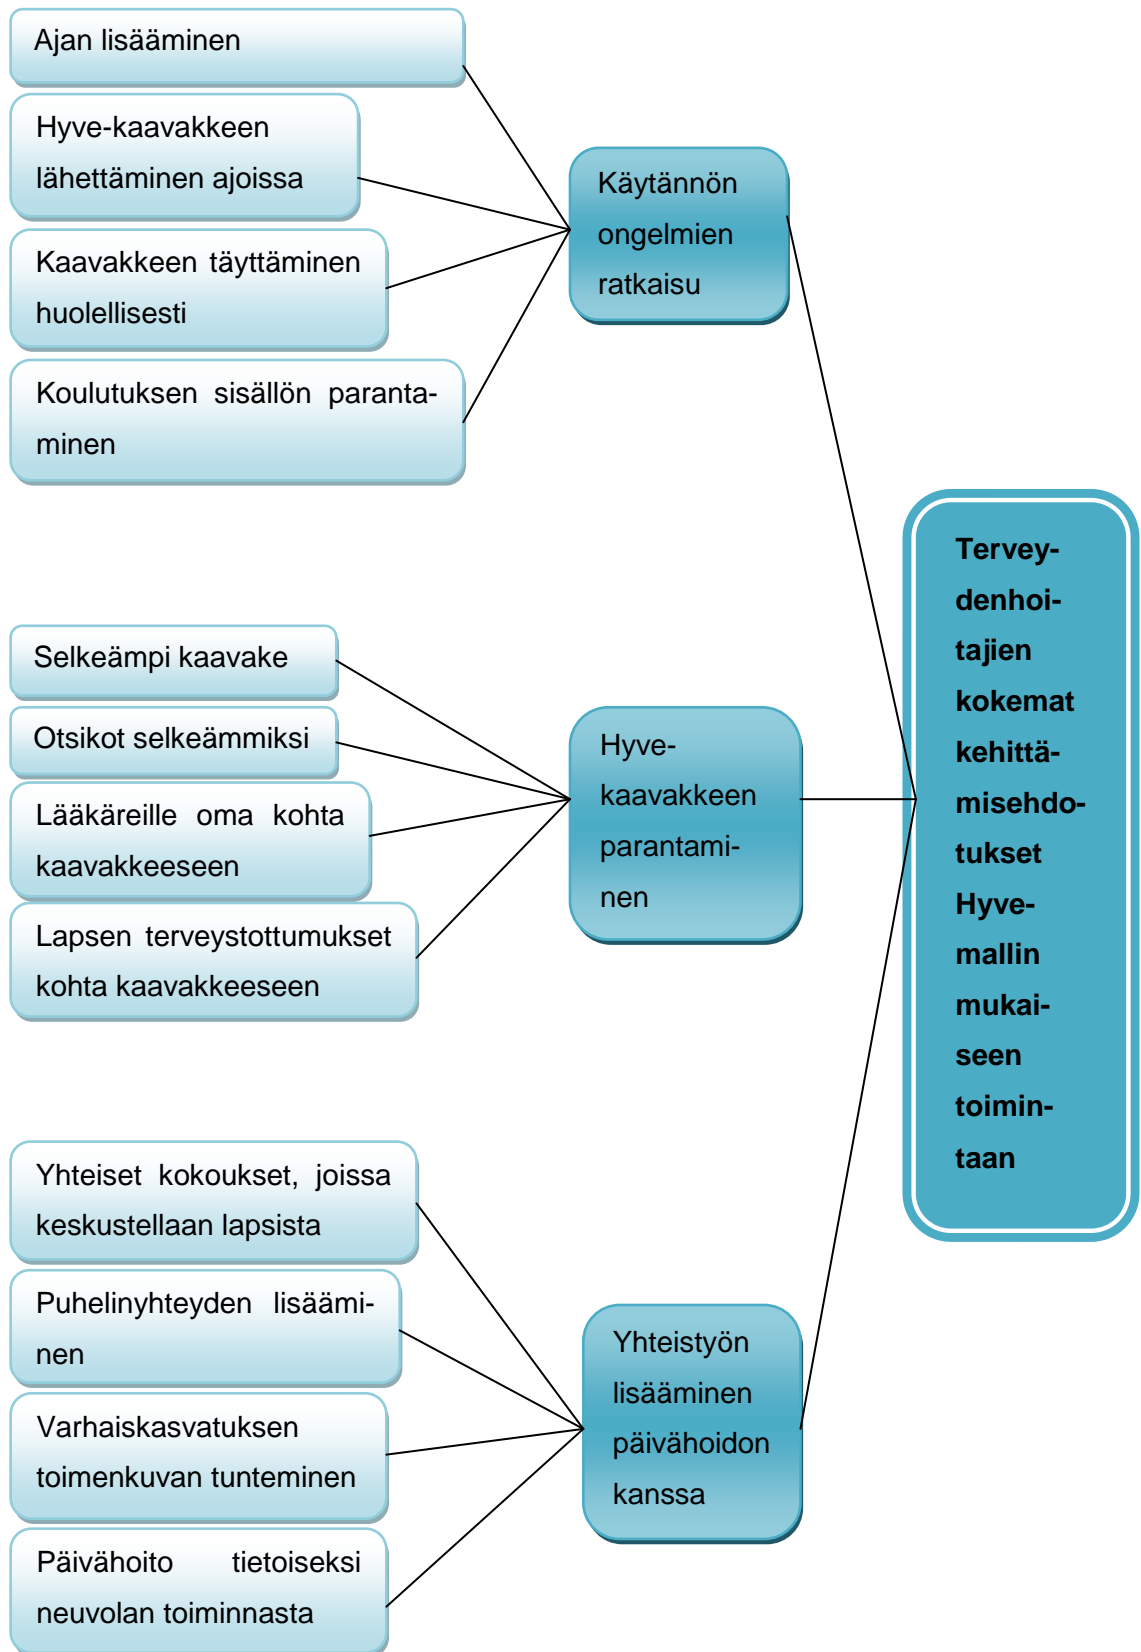 Ajan lisääminen
Hyve-kaavakkeen
lähettäminen ajoissa
Kaavakkeen täyttäminen
huolellisesti
Koulutuksen sisällön paranta-
minen
Käytännön
ongelmien
ratkaisu
Selkeämpi kaavake
Otsikot selkeämmiksi
Lääkäreille oma kohta
kaavakkeeseen
Lapsen terveystottumukset
kohta kaavakkeeseen
Hyve-
kaavakkeen
parantami-
nen
Yhteiset kokoukset, joissa
keskustellaan lapsista
Puhelinyhteyden lisäämi-
nen
Varhaiskasvatuksen
toimenkuvan tunteminen
Päivähoito tietoiseksi
neuvolan toiminnasta
Yhteistyön
lisääminen
päivähoidon
kanssa
Tervey-
denhoi-
tajien
kokemat
kehittä-
misehdo-
tukset
Hyve-
mallin
mukai-
seen
toimin-
taan